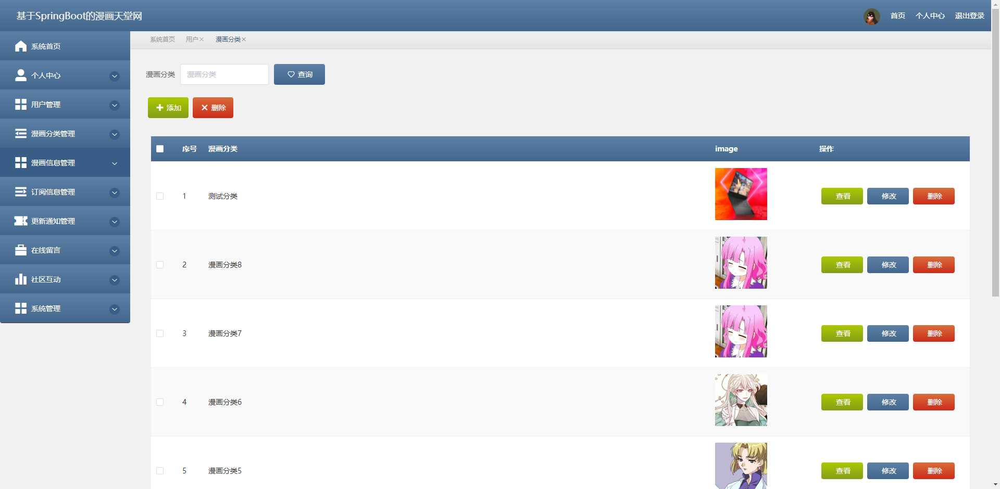 基于SpringBoot的漫画天堂网
首页 个人中心 退出登录
系统首页
个人中心
用户管理
漫画分类管理
漫画信息管理
订阅信息管理
更新通知管理
在线留言
社区互动
系统管理
系统首页 用户 漫画分类
漫画分类 漫画分类 查询
添加 删除
序号 漫画分类 image 操作
1 测试分类 查看 修改 删除
2 漫画分类8 查看 修改 删除
3 漫画分类7 查看 修改 删除
4 漫画分类6 查看 修改 删除
5 漫画分类5 查看 修改 删除